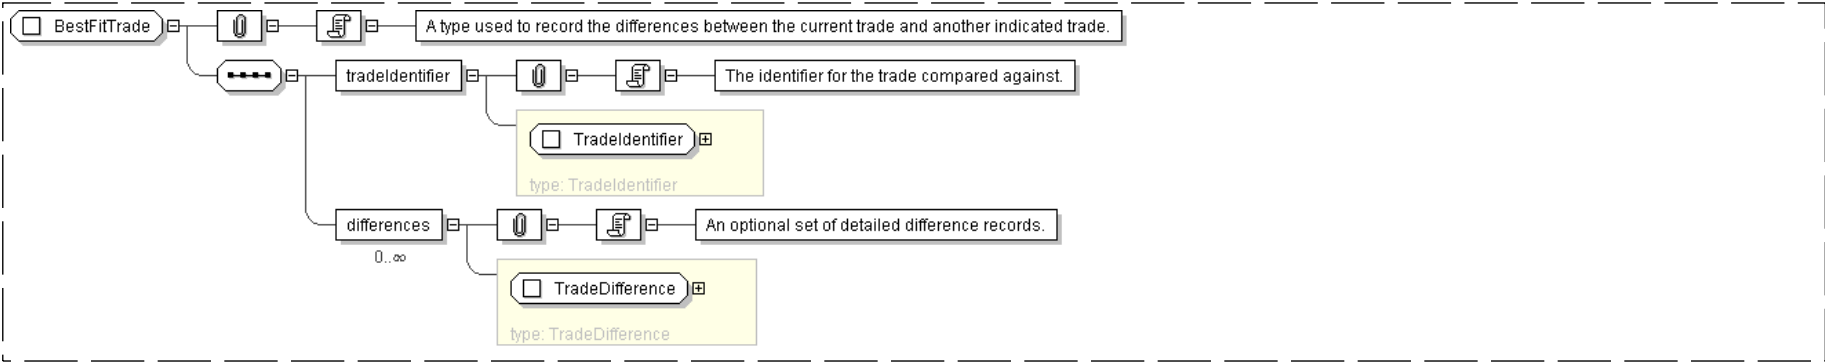 BestFitTrade
A type used to record the differences between the current trade and another indicated trade.
tradeIdentifier
The identifier for the trade compared against.
TradeIdentifier
type: TradeIdentifier
differences
An optional set of detailed difference records.
0..∞
TradeDifference
type: TradeDifference